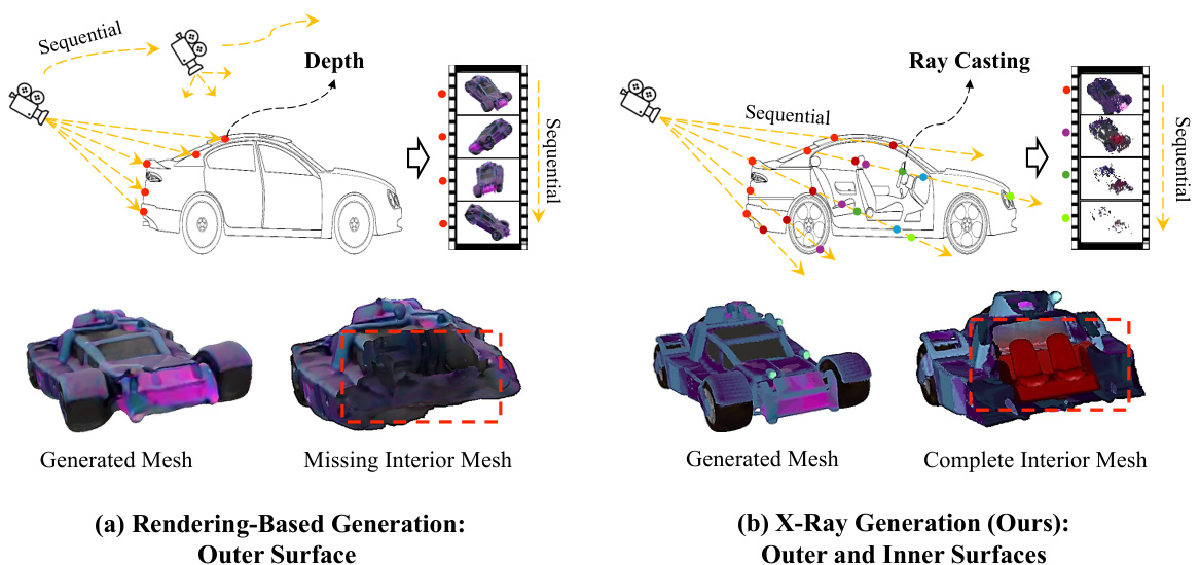 Sequential
Depth
Sequential
Generated Mesh
Missing Interior Mesh
(a) Rendering-Based Generation:
Outer Surface
Ray Casting
Sequential
Sequential
Generated Mesh
Complete Interior Mesh
(b) X-Ray Generation (Ours):
Outer and Inner Surfaces